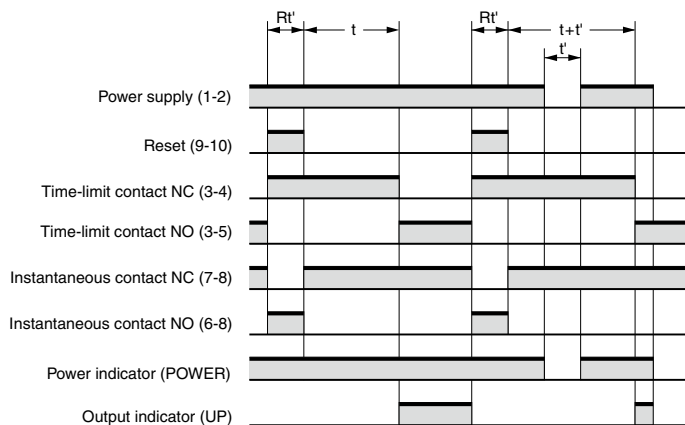 Rt' t Rt' t+t'
t'
Power supply (1-2)
Reset (9-10)
Time-limit contact NC (3-4)
Time-limit contact NO (3-5)
Instantaneous contact NC (7-8)
Instantaneous contact NO (6-8)
Power indicator (POWER)
Output indicator (UP)